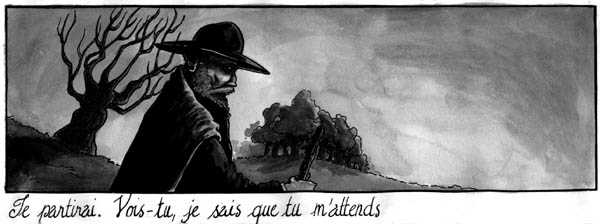 Je partirai. Vois-tu, je sais que tu m'attends